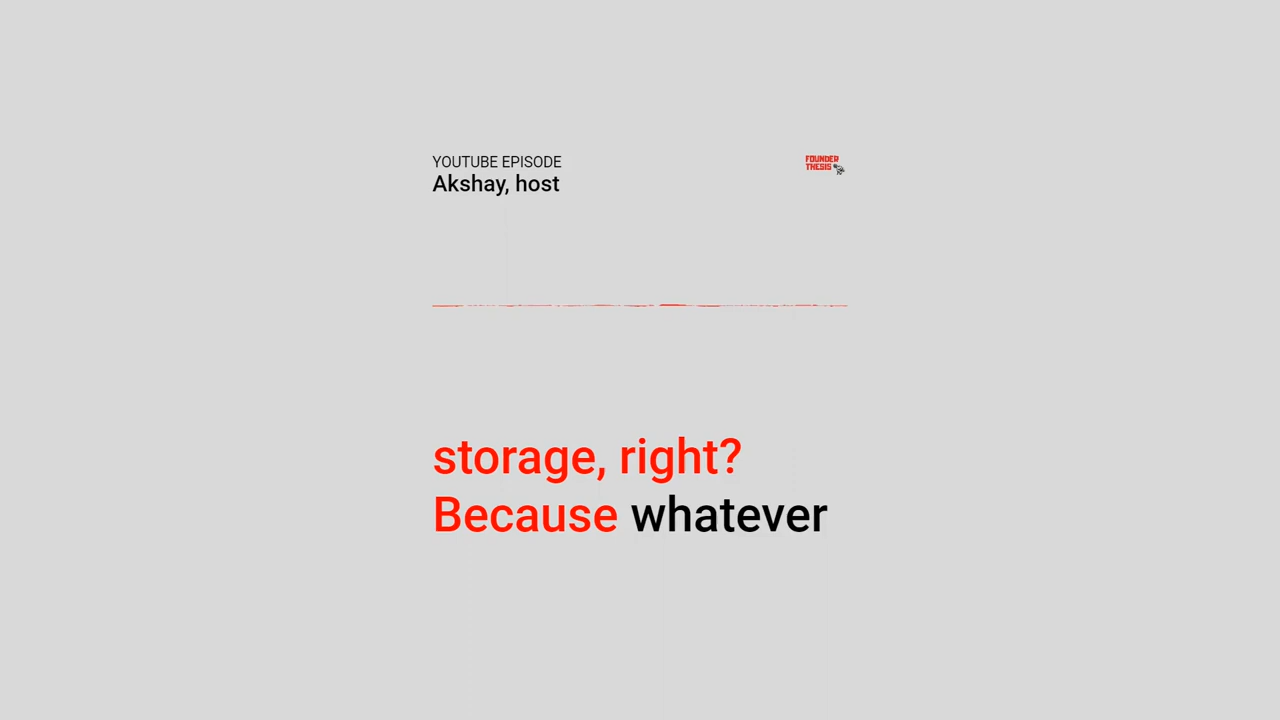 YOUTUBE EPISODE
Akshay, host
FOUNDER
THESIS
storage, right?
Because whatever